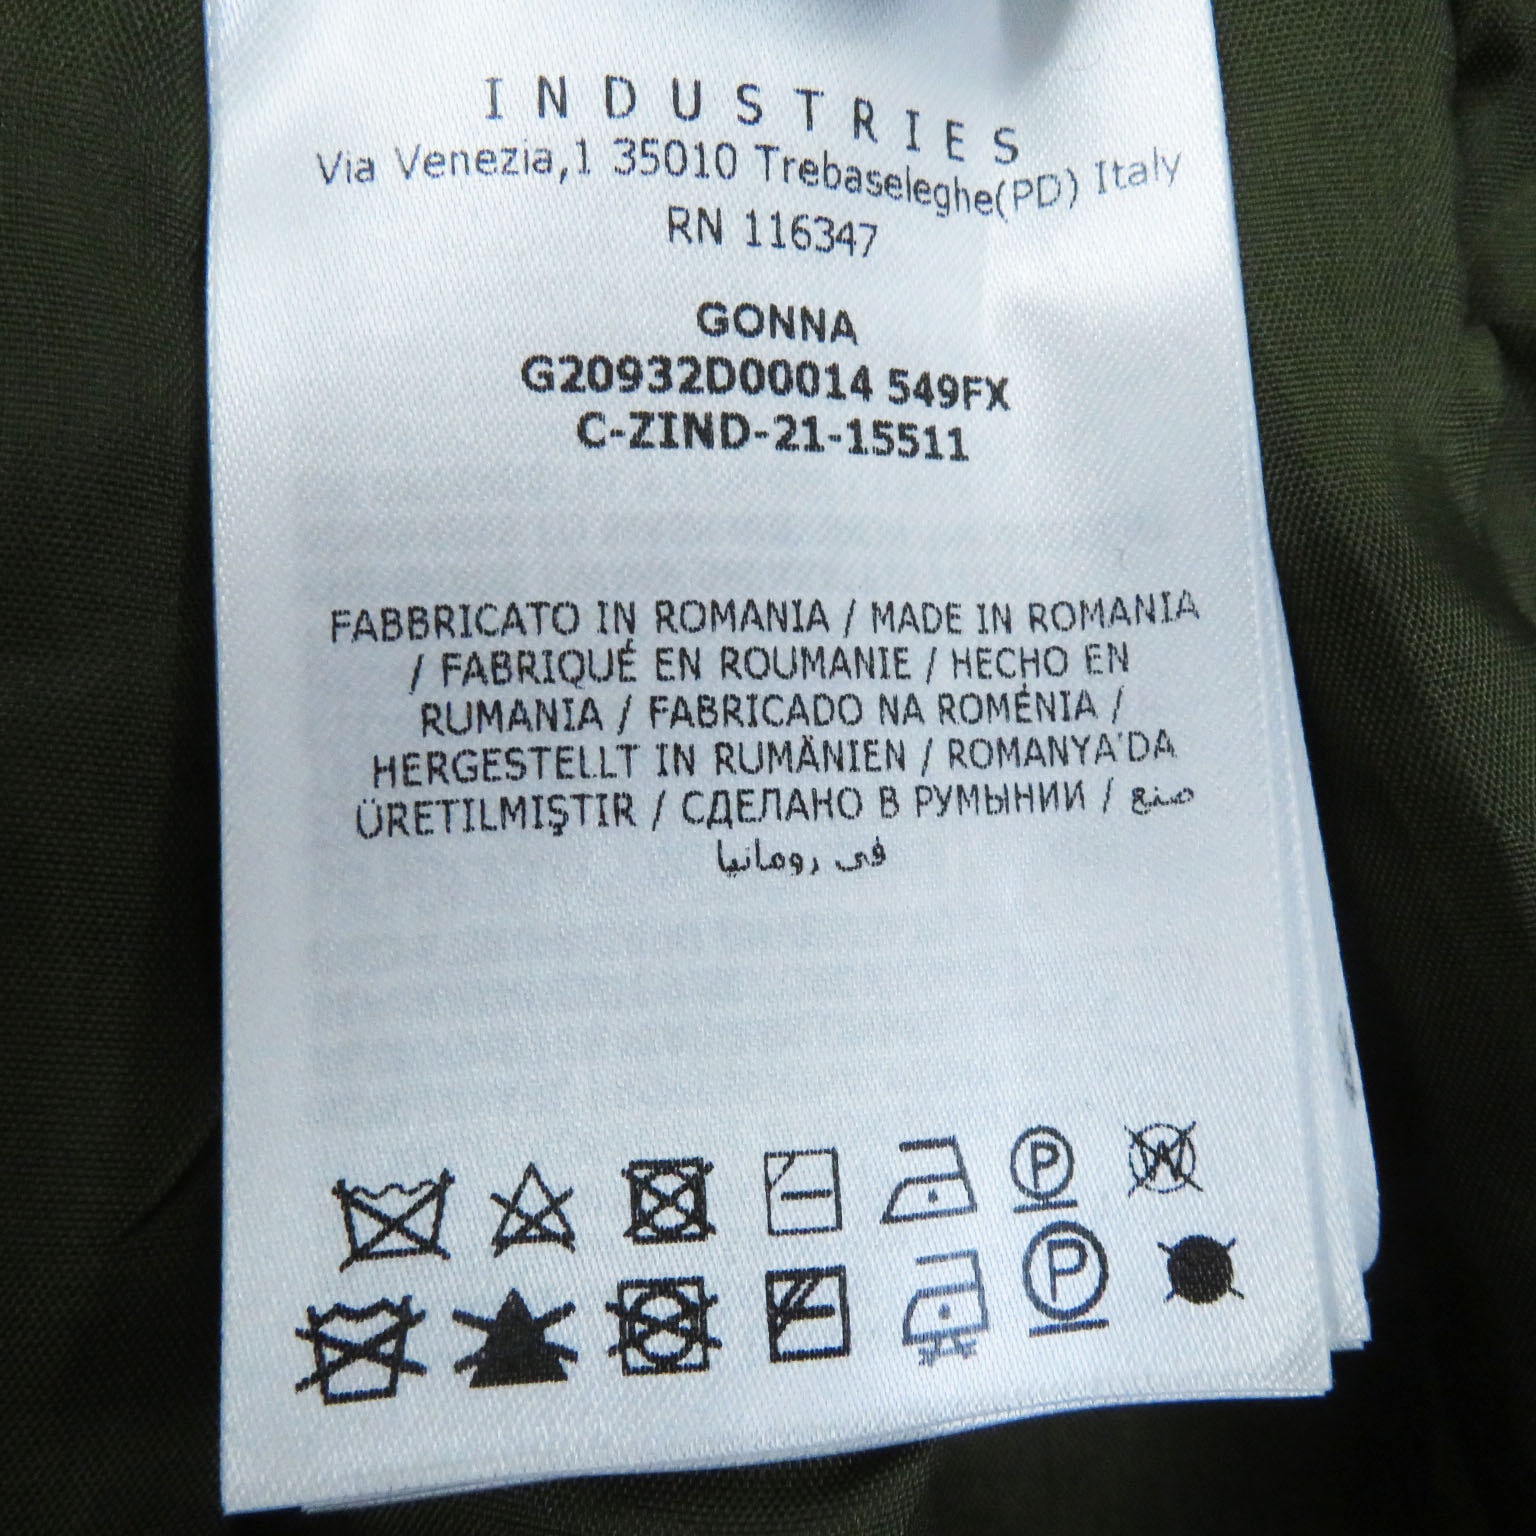 INDUSTRIES
Via Venezia,1 35010 Trebaseleghe(PD) Italy
RN 116347
GONNA
G20932D00014 549FX
C-ZIND-21-15511
FABBRICATO IN ROMANIA / MADE IN ROMANIA
/ FABRIQUÉ EN ROUMANIE / HECHO EN
RUMANIA / FABRICADO NA ROMÉNIA /
HERGESTELLT IN RUMÄNIEN / ROMANYA'DA
ÜRETILMIŞTIR / СДЕЛАНО В РУМЫНИИ / صنع
في رومانيا
P W
P